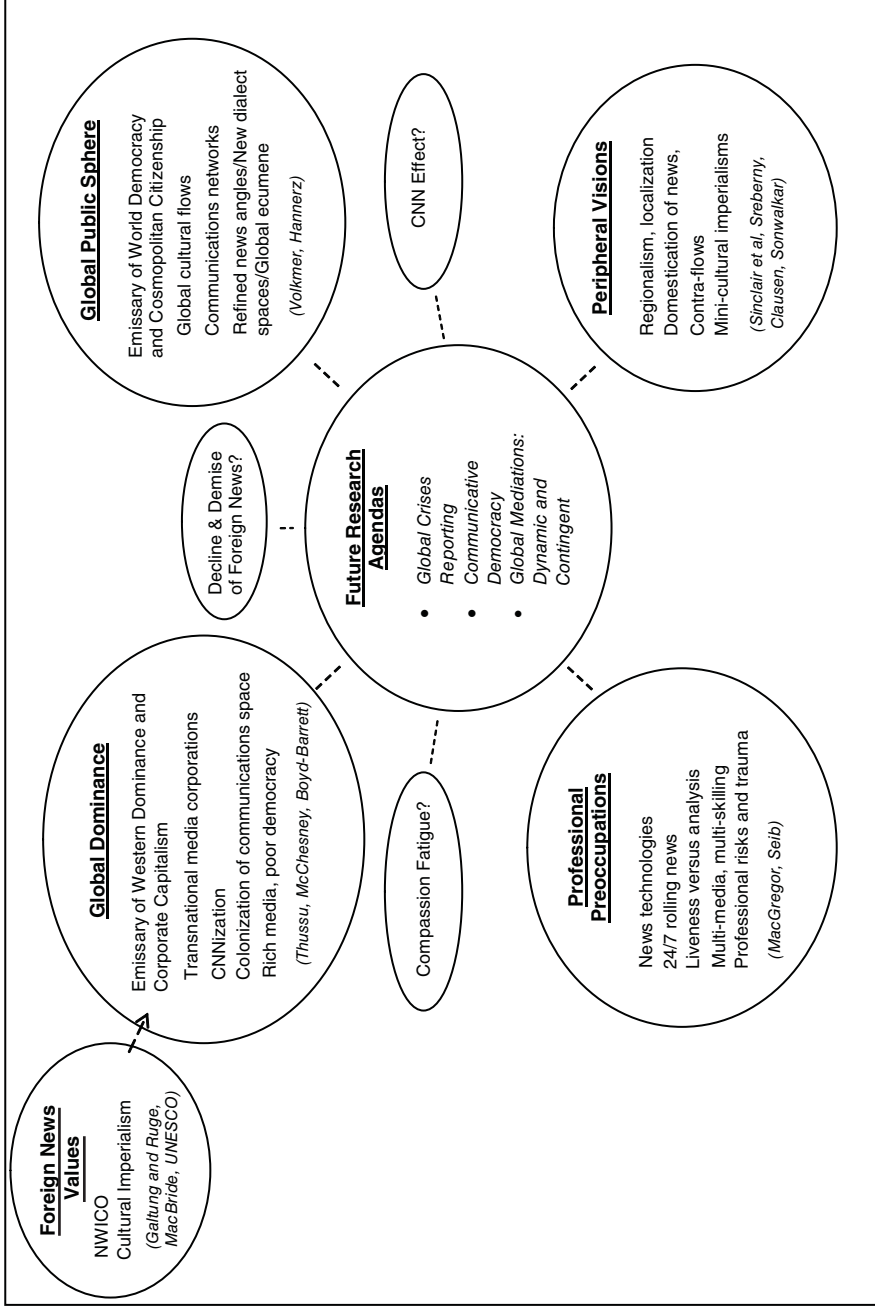 Foreign News
Values
NWICO
Cultural Imperialism
(Galtung and Ruge,
MacBride, UNESCO)
Global Dominance
Emissary of Western Dominance and
Corporate Capitalism
Transnational media corporations
CNNization
Colonization of communications space
Rich media, poor democracy
(Thussu, McChesney, Boyd-Barrett)
Decline & Demise
of Foreign News?
Global Public Sphere
Emissary of World Democracy
and Cosmopolitan Citizenship
Global cultural flows
Communications networks
Refined news angles/New dialect
spaces/Global ecumene
(Volkmer, Hannerz)
Compassion Fatigue?
Future Research
Agendas
• Global Crises
Reporting
• Communicative
Democracy
• Global Mediations:
Dynamic and
Contingent
CNN Effect?
Professional
Preoccupations
News technologies
24/7 rolling news
Liveness versus analysis
Multi-media, multi-skilling
Professional risks and trauma
(MacGregor, Seib)
Peripheral Visions
Regionalism, localization
Domestication of news,
Contra-flows
Mini-cultural imperialisms
(Sinclair et al, Sreberny,
Clausen, Sonwalkar)